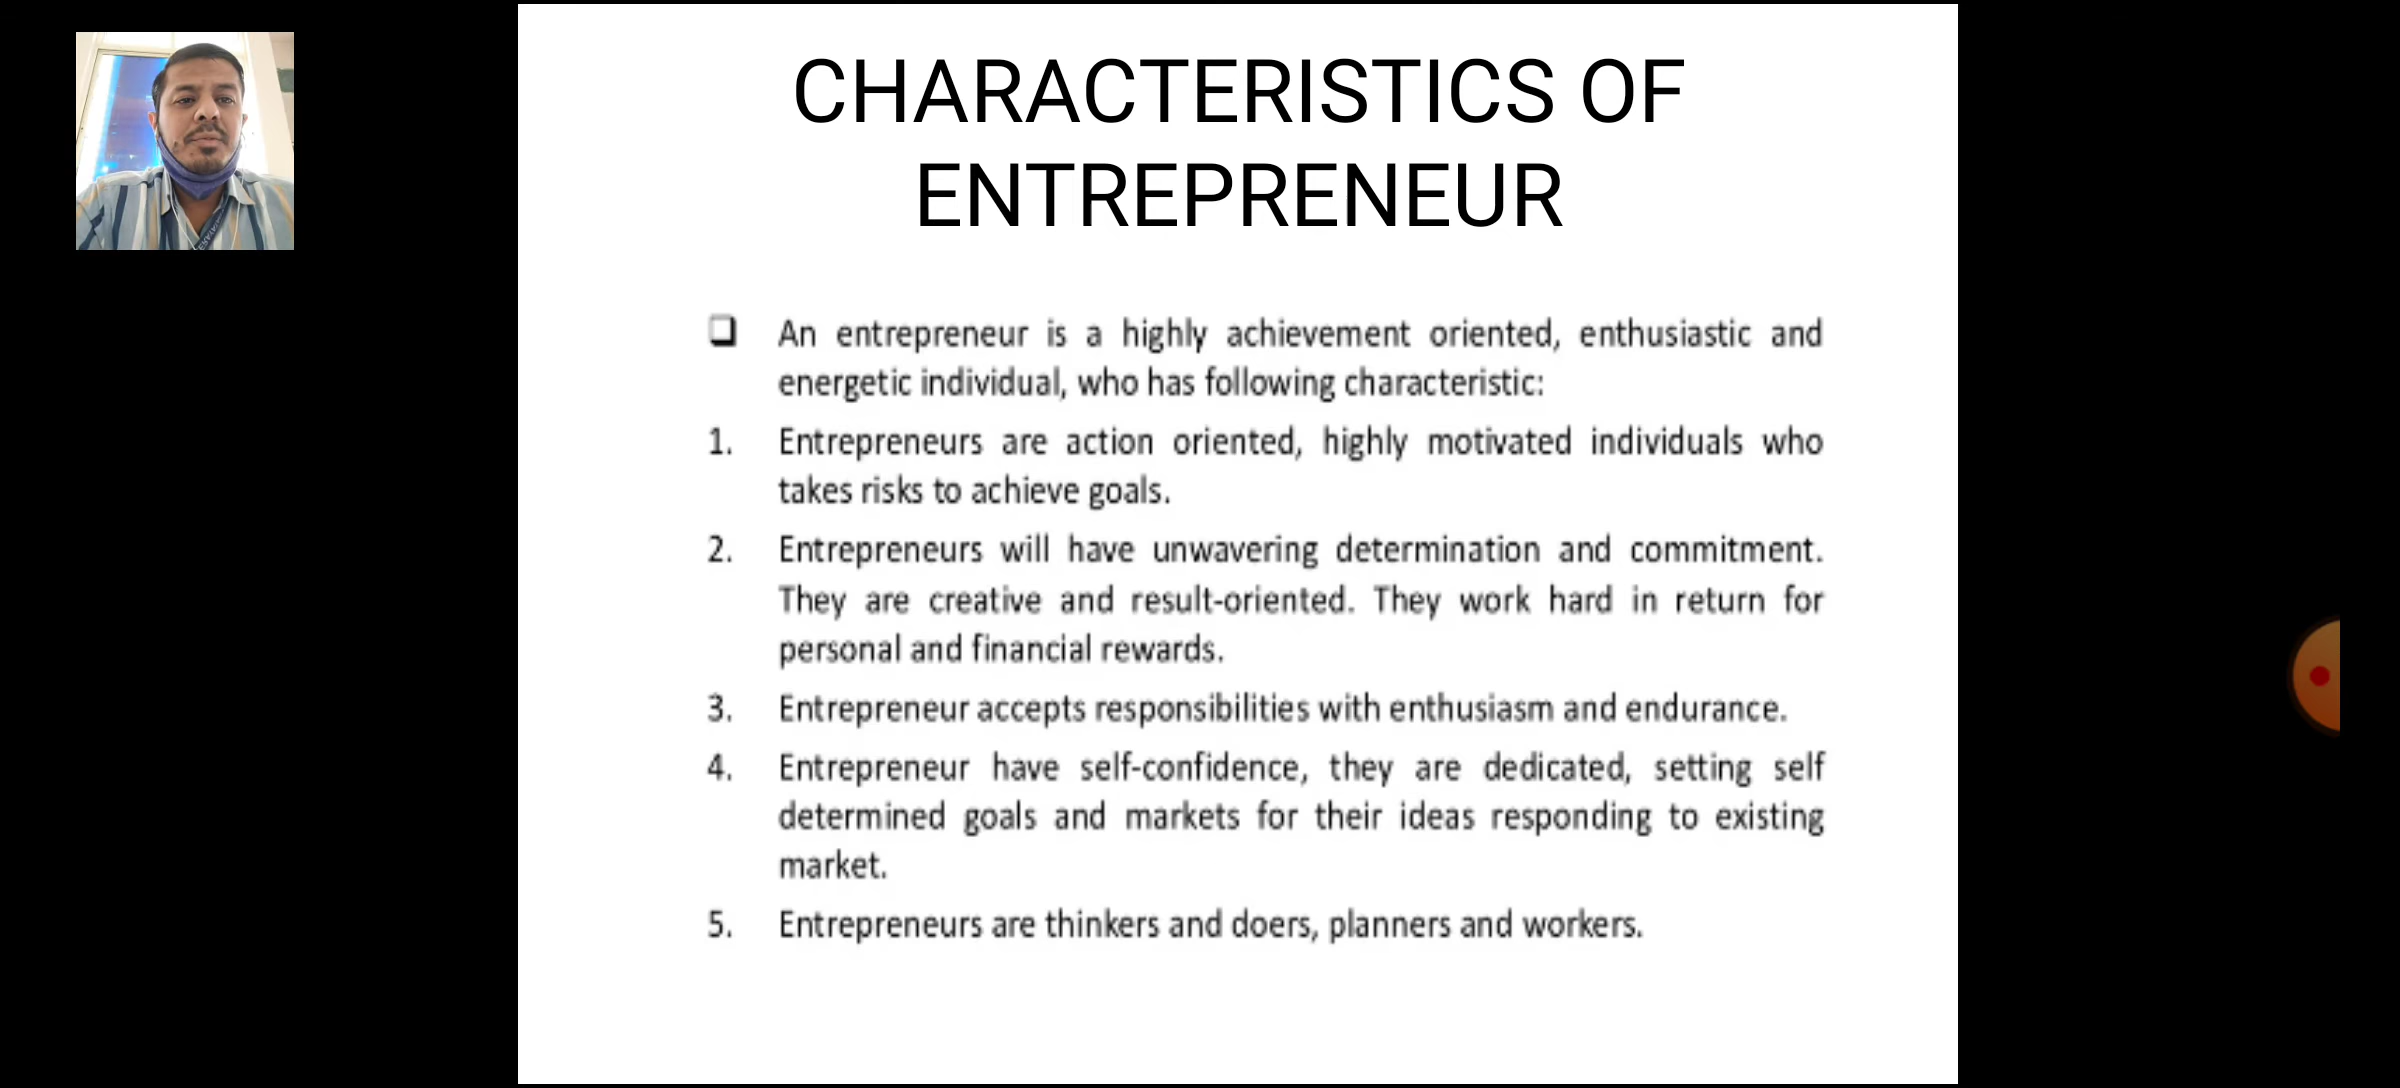 CHARACTERISTICS OF
ENTREPRENEUR
❑ An entrepreneur is a highly achievement oriented, enthusiastic and
energetic individual, who has following characteristic:
1. Entrepreneurs are action oriented, highly motivated individuals who
takes risks to achieve goals.
2. Entrepreneurs will have unwavering determination and commitment.
They are creative and result-oriented. They work hard in return for
personal and financial rewards.
3. Entrepreneur accepts responsibilities with enthusiasm and endurance.
4. Entrepreneur have self-confidence, they are dedicated, setting self
determined goals and markets for their ideas responding to existing
market.
5. Entrepreneurs are thinkers and doers, planners and workers.